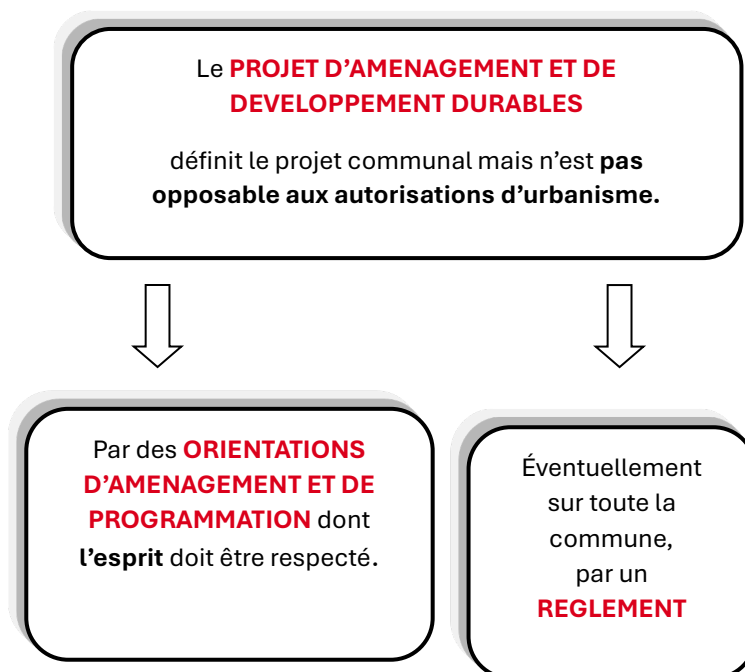 Le PROJET D’AMENAGEMENT ET DE
DEVELOPPEMENT DURABLES
définit le projet communal mais n’est pas
opposable aux autorisations d’urbanisme.
Par des ORIENTATIONS
D’AMENAGEMENT ET DE
PROGRAMMATION dont
l’esprit doit être respecté.
Éventuellement
sur toute la
commune,
par un
REGLEMENT